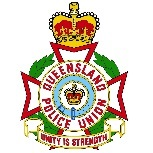 QUEENSLAND
POLICE UNION
UNITY IS STRENGTH